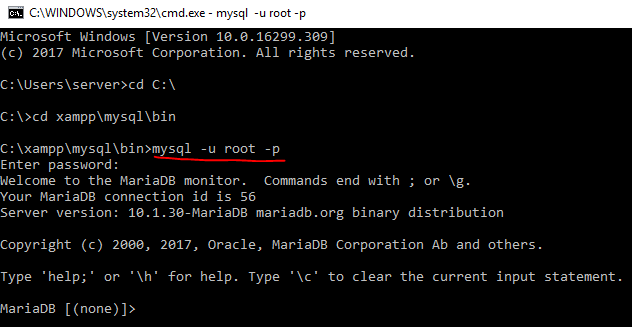 C:\WINDOWS\system32\cmd.exe - mysql -u root -p
Microsoft Windows [Version 10.0.16299.309]
(c) 2017 Microsoft Corporation. All rights reserved.
C:\Users\server>cd C:\
C:\>cd xampp\mysql\bin
C:\xampp\mysql\bin>mysql -u root -p
Enter password:
Welcome to the MariaDB monitor.  Commands end with ; or \g.
Your MariaDB connection id is 56
Server version: 10.1.30-MariaDB mariadb.org binary distribution
Copyright (c) 2000, 2017, Oracle, MariaDB Corporation Ab and others.
Type 'help;' or '\h' for help. Type '\c' to clear the current input statement.
MariaDB [(none)]>